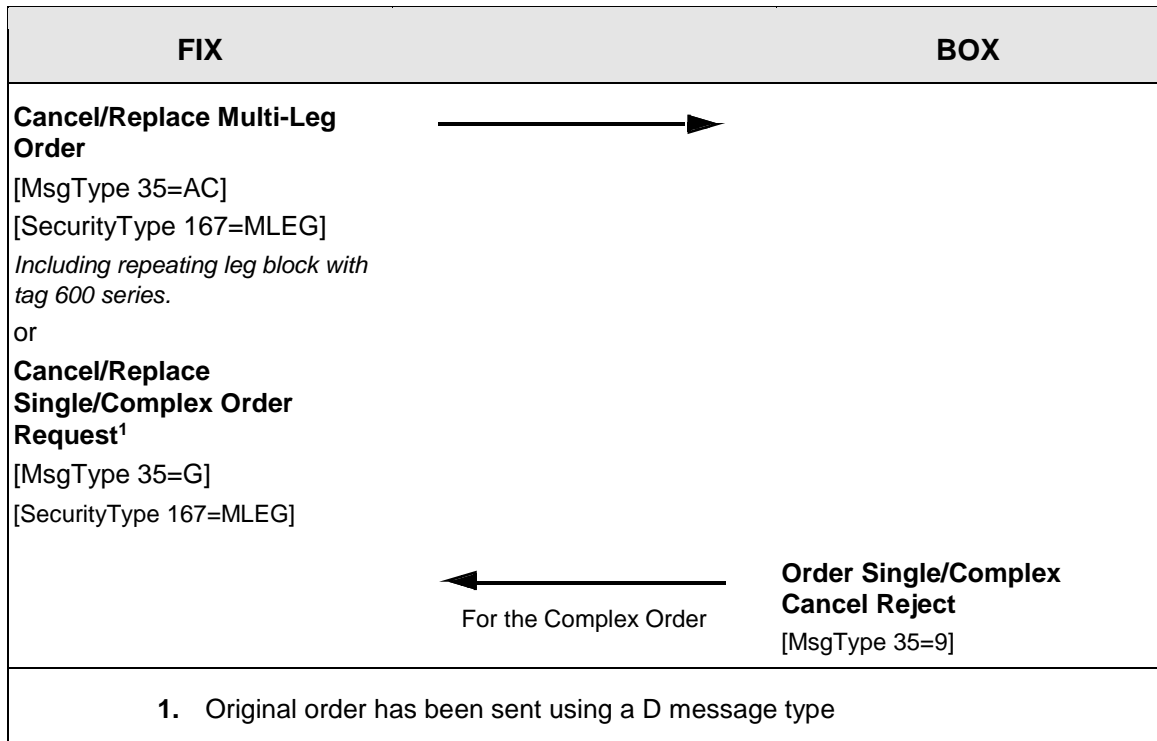 FIX
BOX
Cancel/Replace Multi-Leg
Order
[MsgType 35=AC]
[SecurityType 167=MLEG]
Including repeating leg block with
tag 600 series.
or
Cancel/Replace
Single/Complex Order
Request1
[MsgType 35=G]
[SecurityType 167=MLEG]
For the Complex Order
Order Single/Complex
Cancel Reject
[MsgType 35=9]
1. Original order has been sent using a D message type